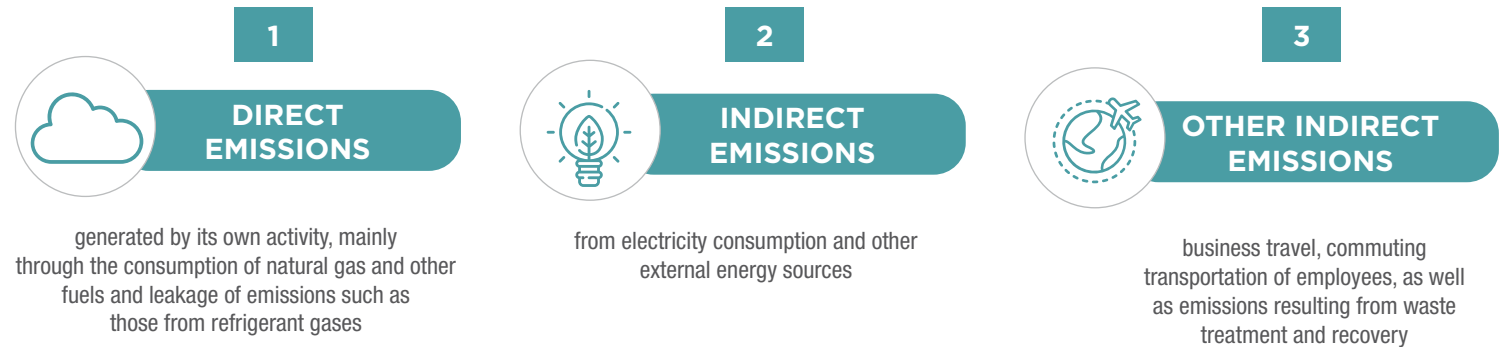 1
DIRECT
EMISSIONS
generated by its own activity, mainly
through the consumption of natural gas and other
fuels and leakage of emissions such as
those from refrigerant gases
2
INDIRECT
EMISSIONS
from electricity consumption and other
external energy sources
3
OTHER INDIRECT
EMISSIONS
business travel, commuting
transportation of employees, as well
as emissions resulting from waste
treatment and recovery